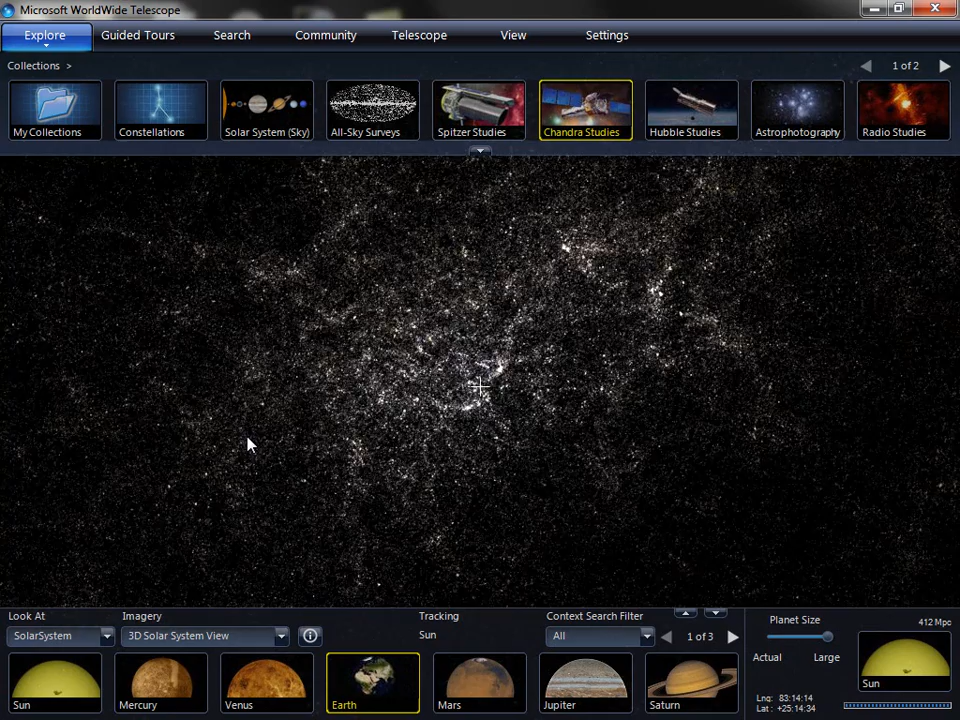 Microsoft WorldWide Telescope
Explore Guided Tours Search Community Telescope View Settings
Collections > 1 of 2
My Collections Constellations Solar System (Sky) All-Sky Surveys Spitzer Studies Chandra Studies Hubble Studies Astrophotography Radio Studies
Look At Imagery Tracking Context Search Filter Planet Size 412 Mpc
SolarSystem 3D Solar System View Sun All 1 of 3
Actual Large
Sun
Sun Mercury Venus Earth Mars Jupiter Saturn
Lng: 83:14:14
Lat : +25:14:34